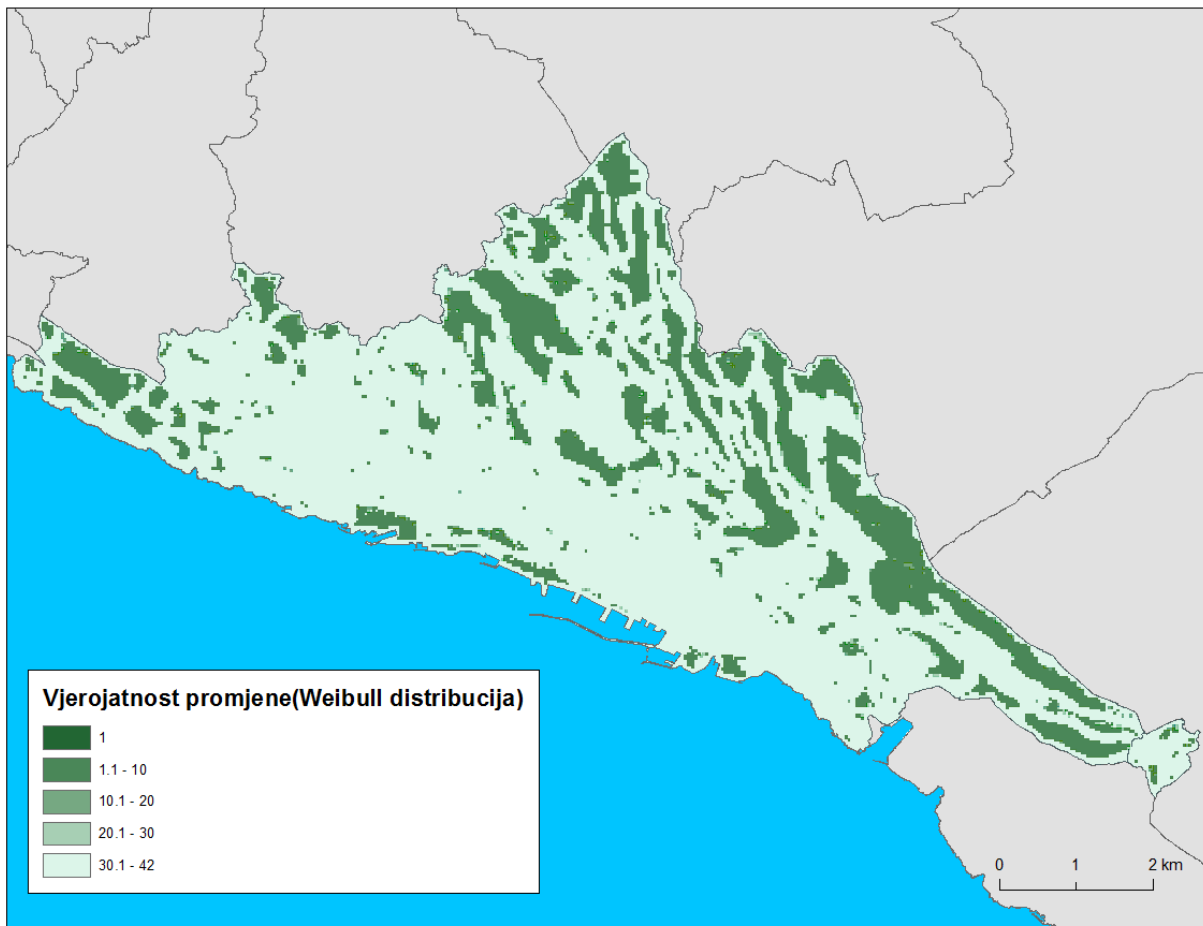 Vjerojatnost promjene(Weibull distribucija)
1
1.1 - 10
10.1 - 20
20.1 - 30
30.1 - 42
0 1 2 km